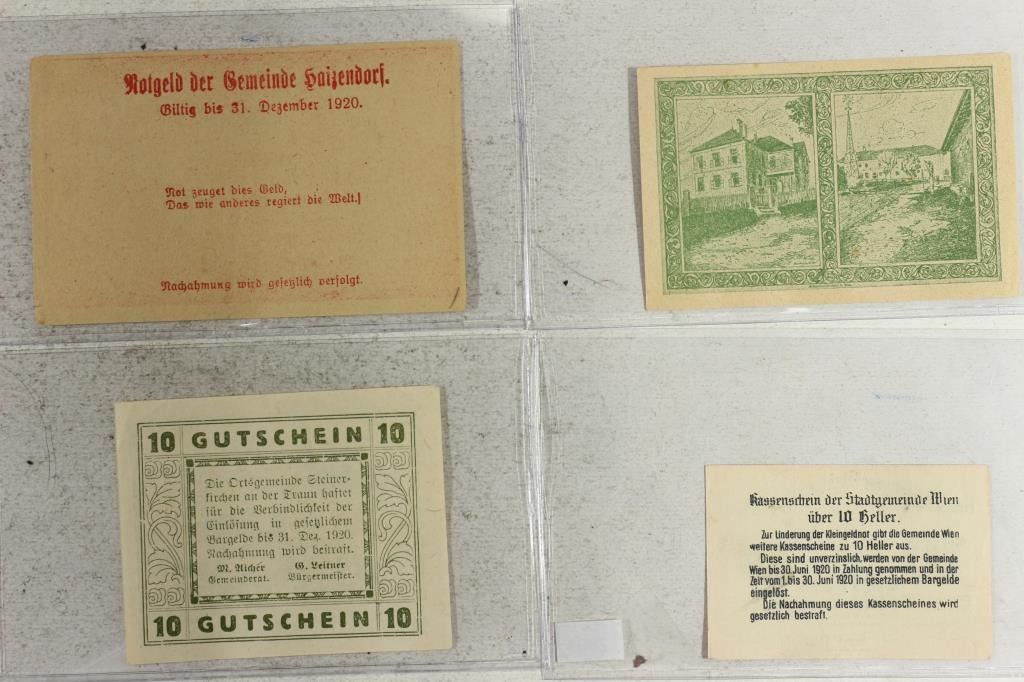 Notgeld der Gemeinde Haizendorf.
Giltig bis 31. Dezember 1920.
Not zeuget dies Geld,
Das wie anderes regiert die Welt.
Nachahmung wird gesetzlich verfolgt.
10 GUTSCHEIN 10
Die Ortsgemeinde Steiner-
kirchen an der Traun haftet
für die Verbindlichkeit der
Einlösung in gesetzlichem
Bargelde bis 31. Dez. 1920.
Nachahmung wird bestraft.
M. Aichér G. Leitner
Gemeinderat. Bürgermeister.
10 GUTSCHEIN 10
Kassenschein der Stadtgemeinde Wien
über 10 Heller.
Zur Linderung der Kleingeldnot gibt die Gemeinde Wien
weitere Kassenscheine zu 10 Heller aus.
Diese sind unverzinslich, werden von der Gemeinde
Wien bis 30. Juni 1920 in Zahlung genommen und in der
Zeit vom 1. bis 30. Juni 1920 in gesetzlichem Bargelde
eingelöst.
Die Nachahmung dieses Kassenscheines wird
gesetzlich bestraft.